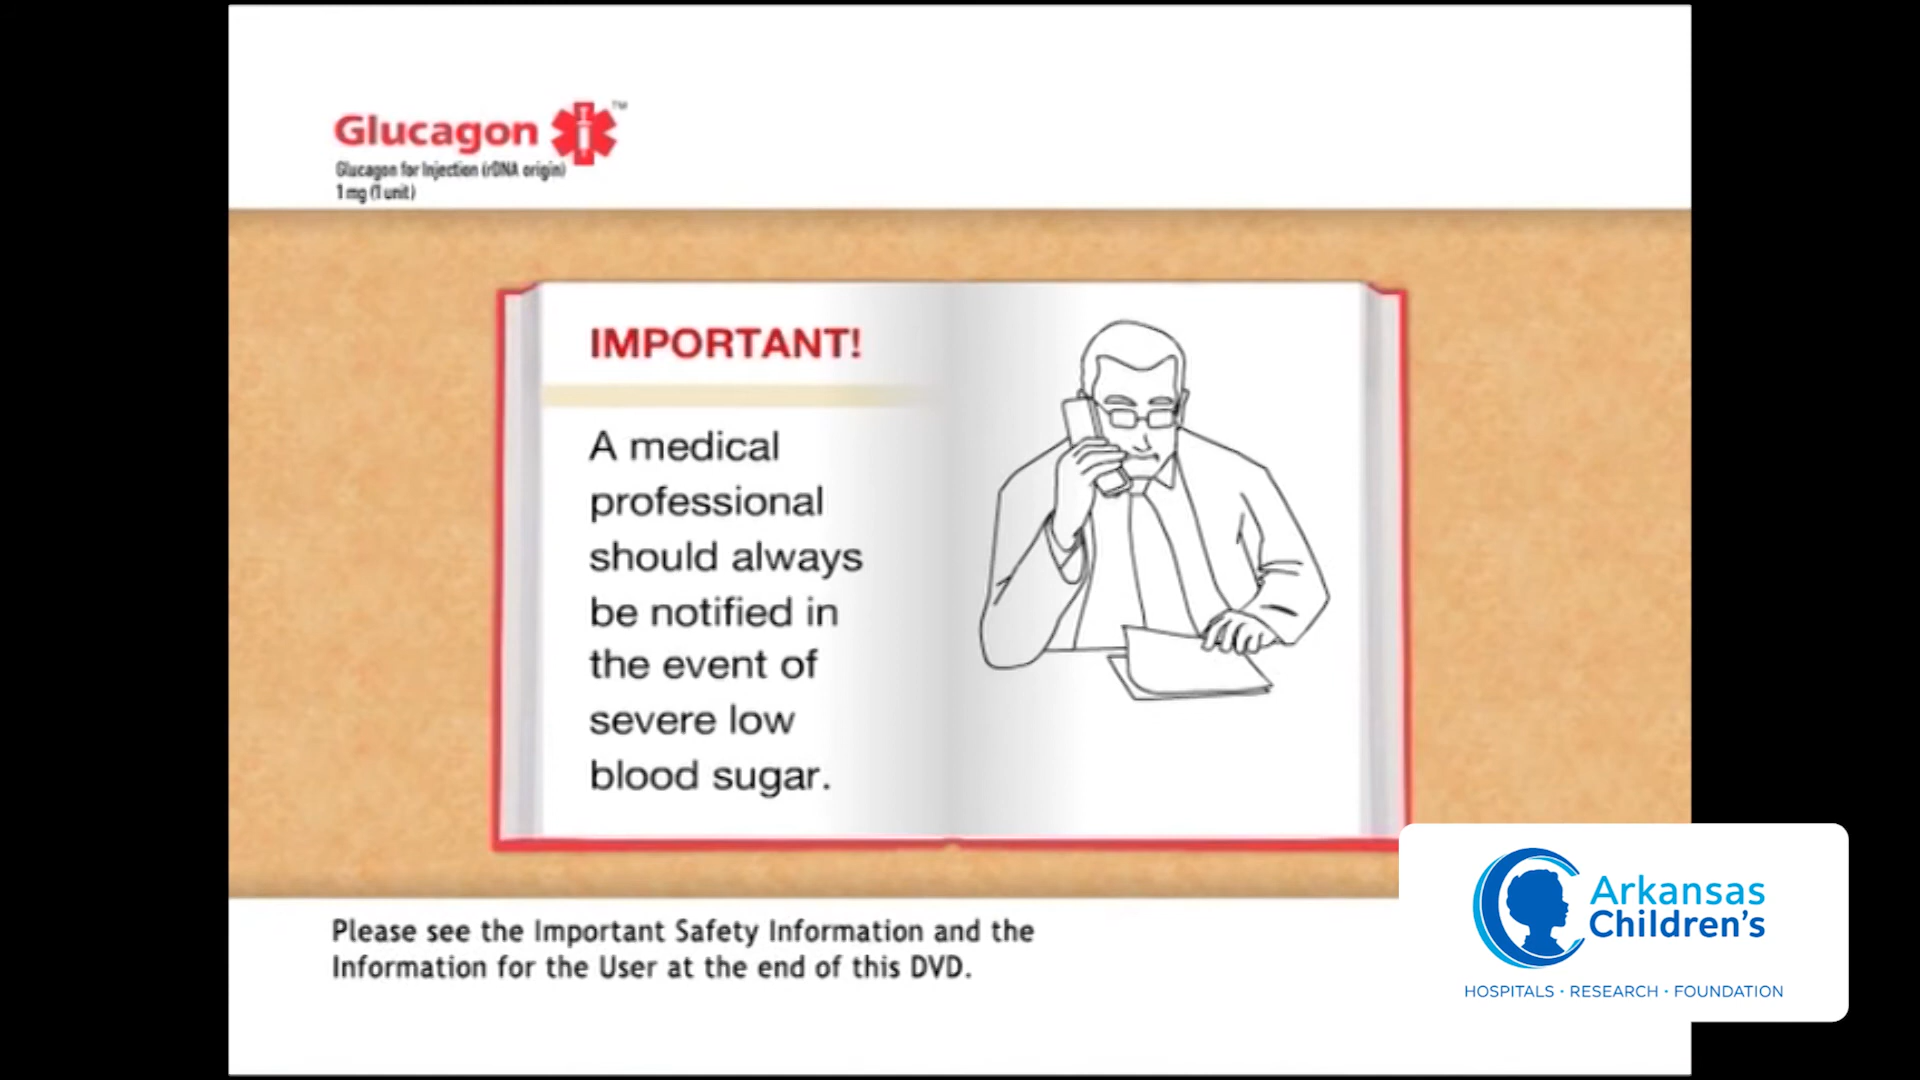 Glucagon ™
Glucagon for Injection (rDNA origin)
1 mg (1 unit)
IMPORTANT!
A medical
professional
should always
be notified in
the event of
severe low
blood sugar.
Please see the Important Safety Information and the
Information for the User at the end of this DVD.
Arkansas
Children's
HOSPITALS · RESEARCH · FOUNDATION